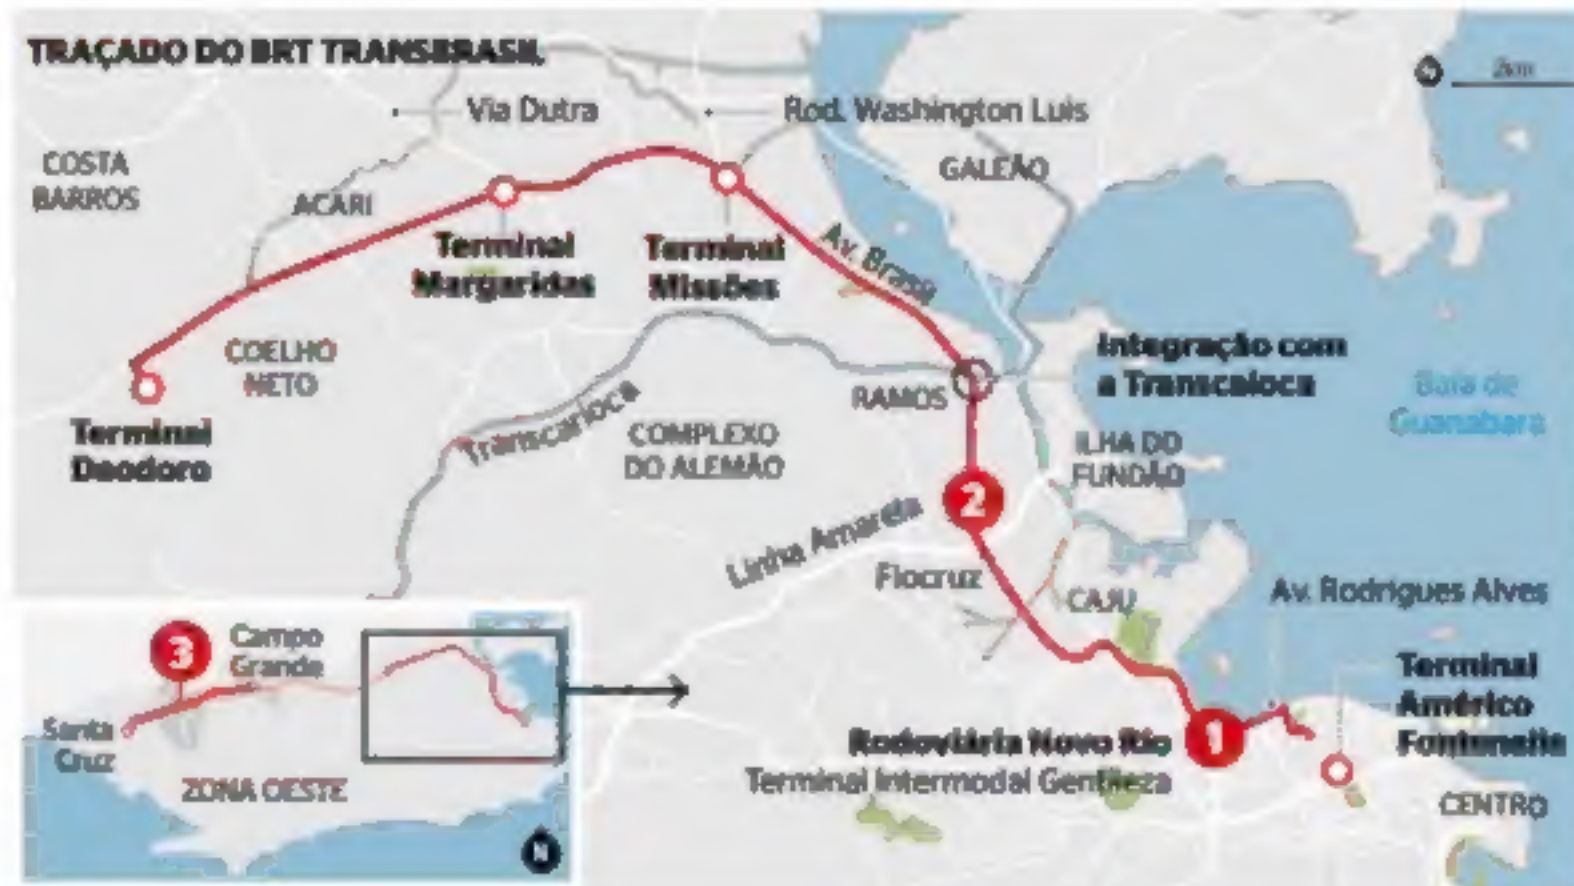 TRAÇADO DO BRT TRANSBRASIL
2km
Via Dutra
Rod. Washington Luis
COSTA
BARROS
GALEÃO
ACARI
Terminal
Margaridas
Terminal
Missões
Av. Brasil
COELHO
NETO
Integração com
a Transcaioca
RAMOS
Baía de
Guanabara
Terminal
Deodoro
Transcarioca
COMPLEXO
DO ALEMÃO
ILHA DO
FUNDÃO
2
Linha Amarela
Fiocruz
CAJU
Av. Rodrigues Alves
3
Campo
Grande
Terminal
Américo
Fontenelle
Santa
Cruz
Rodoviária Novo Rio
1
Terminal Intermodal Gentileza
ZONA OESTE
CENTRO
N